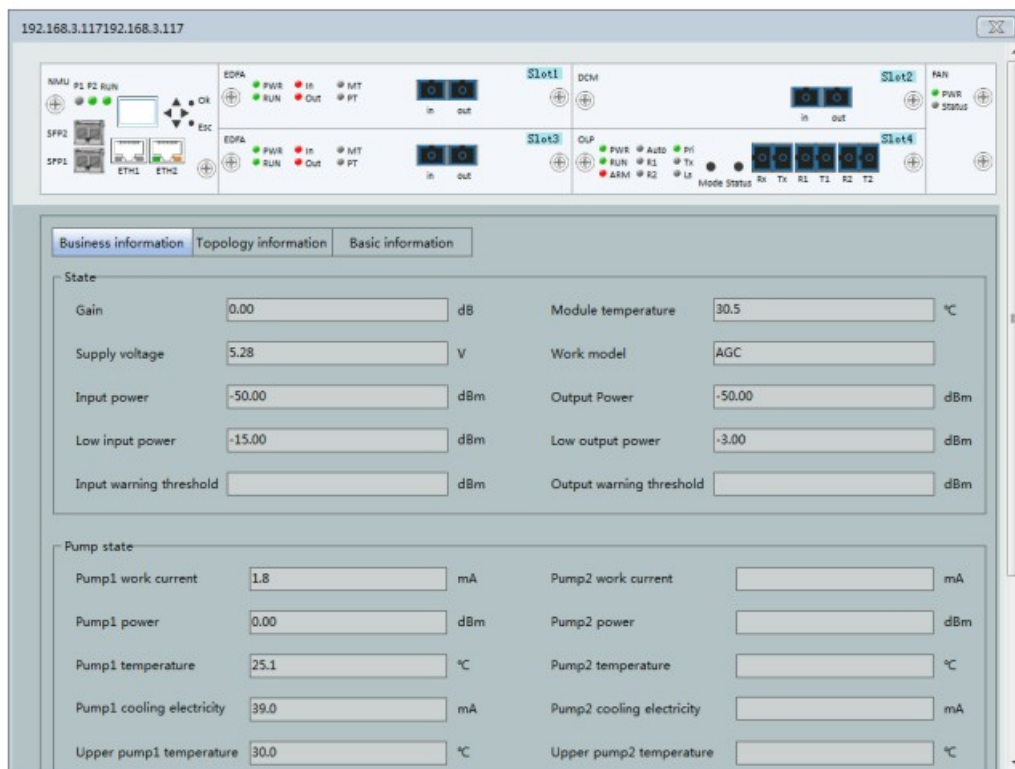 192.168.3.117192.168.3.117
NMU P1 P2 RUN
Ok
Esc
SFP2
SFP1
ETH1 ETH2
EDFA PWR In MT Slot1
RUN Out PT
in out
DCM Slot2
in out
FAN
PWR
Status
EDFA PWR In MT Slot3
RUN Out PT
in out
OLP PWR Auto Pri Slot4
RUN R1 Tx
ARM R2 Ls
Mode Status Rx Tx R1 T1 R2 T2
Business information Topology information Basic information
State
Gain 0.00 dB Module temperature 30.5 ℃
Supply voltage 5.28 V Work model AGC
Input power -50.00 dBm Output Power -50.00 dBm
Low input power -15.00 dBm Low output power -3.00 dBm
Input warning threshold dBm Output warning threshold dBm
Pump state
Pump1 work current 1.8 mA Pump2 work current mA
Pump1 power 0.00 dBm Pump2 power dBm
Pump1 temperature 25.1 ℃ Pump2 temperature ℃
Pump1 cooling electricity 39.0 mA Pump2 cooling electricity mA
Upper pump1 temperature 30.0 ℃ Upper pump2 temperature ℃